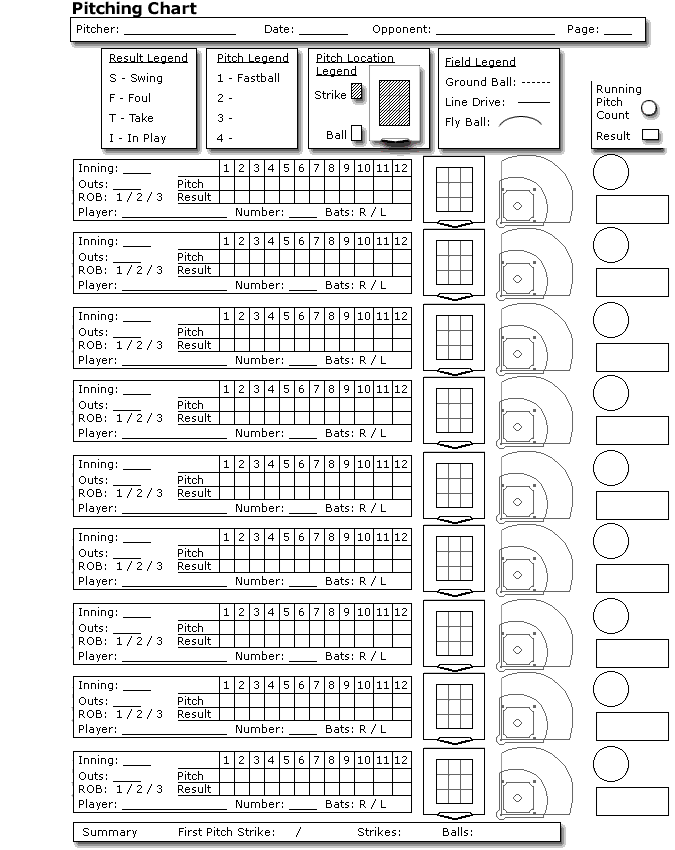 Pitching Chart
Pitcher: ________________ Date: ________ Opponent: __________________ Page: ____
Result Legend
S - Swing
F - Foul
T - Take
I - In Play
Pitch Legend
1 - Fastball
2 -
3 -
4 -
Pitch Location
Legend
Strike
Ball
Field Legend
Ground Ball: ------
Line Drive:
Fly Ball:
Running
Pitch
Count
Result
Inning: ____ 1 2 3 4 5 6 7 8 9 10 11 12
Outs: ____ Pitch
ROB: 1 / 2 / 3 Result
Player: _______________ Number: ____ Bats: R / L
Inning: ____ 1 2 3 4 5 6 7 8 9 10 11 12
Outs: ____ Pitch
ROB: 1 / 2 / 3 Result
Player: _______________ Number: ____ Bats: R / L
Inning: ____ 1 2 3 4 5 6 7 8 9 10 11 12
Outs: ____ Pitch
ROB: 1 / 2 / 3 Result
Player: _______________ Number: ____ Bats: R / L
Inning: ____ 1 2 3 4 5 6 7 8 9 10 11 12
Outs: ____ Pitch
ROB: 1 / 2 / 3 Result
Player: _______________ Number: ____ Bats: R / L
Inning: ____ 1 2 3 4 5 6 7 8 9 10 11 12
Outs: ____ Pitch
ROB: 1 / 2 / 3 Result
Player: _______________ Number: ____ Bats: R / L
Inning: ____ 1 2 3 4 5 6 7 8 9 10 11 12
Outs: ____ Pitch
ROB: 1 / 2 / 3 Result
Player: _______________ Number: ____ Bats: R / L
Inning: ____ 1 2 3 4 5 6 7 8 9 10 11 12
Outs: ____ Pitch
ROB: 1 / 2 / 3 Result
Player: _______________ Number: ____ Bats: R / L
Inning: ____ 1 2 3 4 5 6 7 8 9 10 11 12
Outs: ____ Pitch
ROB: 1 / 2 / 3 Result
Player: _______________ Number: ____ Bats: R / L
Inning: ____ 1 2 3 4 5 6 7 8 9 10 11 12
Outs: ____ Pitch
ROB: 1 / 2 / 3 Result
Player: _______________ Number: ____ Bats: R / L
Summary First Pitch Strike: / Strikes: Balls: